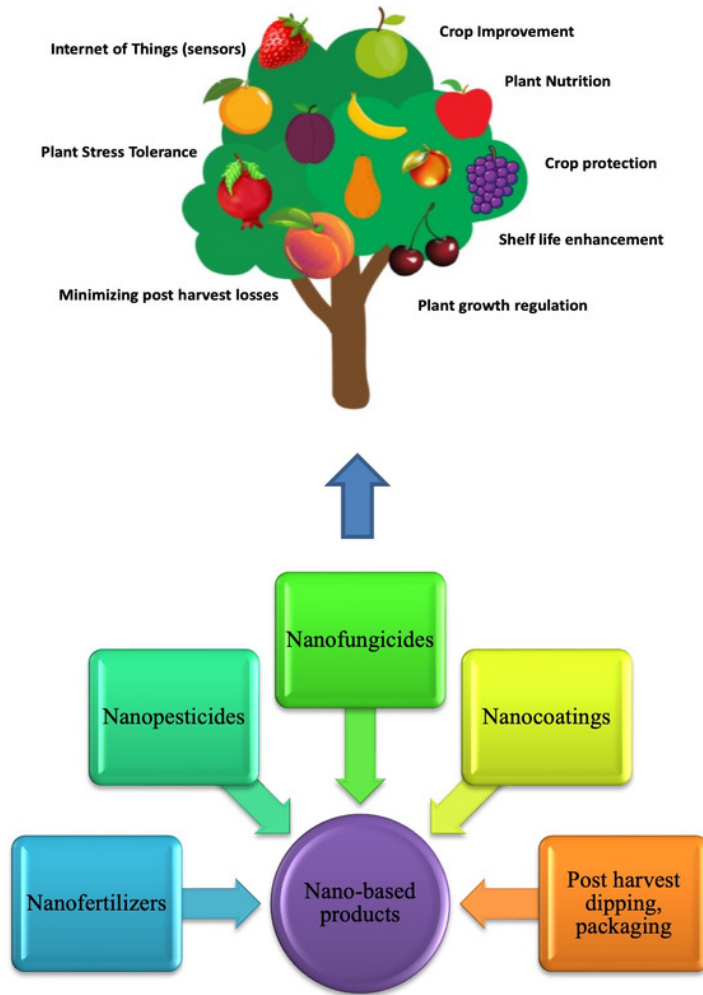 Crop Improvement
Internet of Things (sensors)
Plant Nutrition
Plant Stress Tolerance
Crop protection
Shelf life enhancement
Minimizing post harvest losses
Plant growth regulation
Nanofungicides
Nanopesticides
Nanocoatings
Nanofertilizers
Nano-based
products
Post harvest
dipping,
packaging